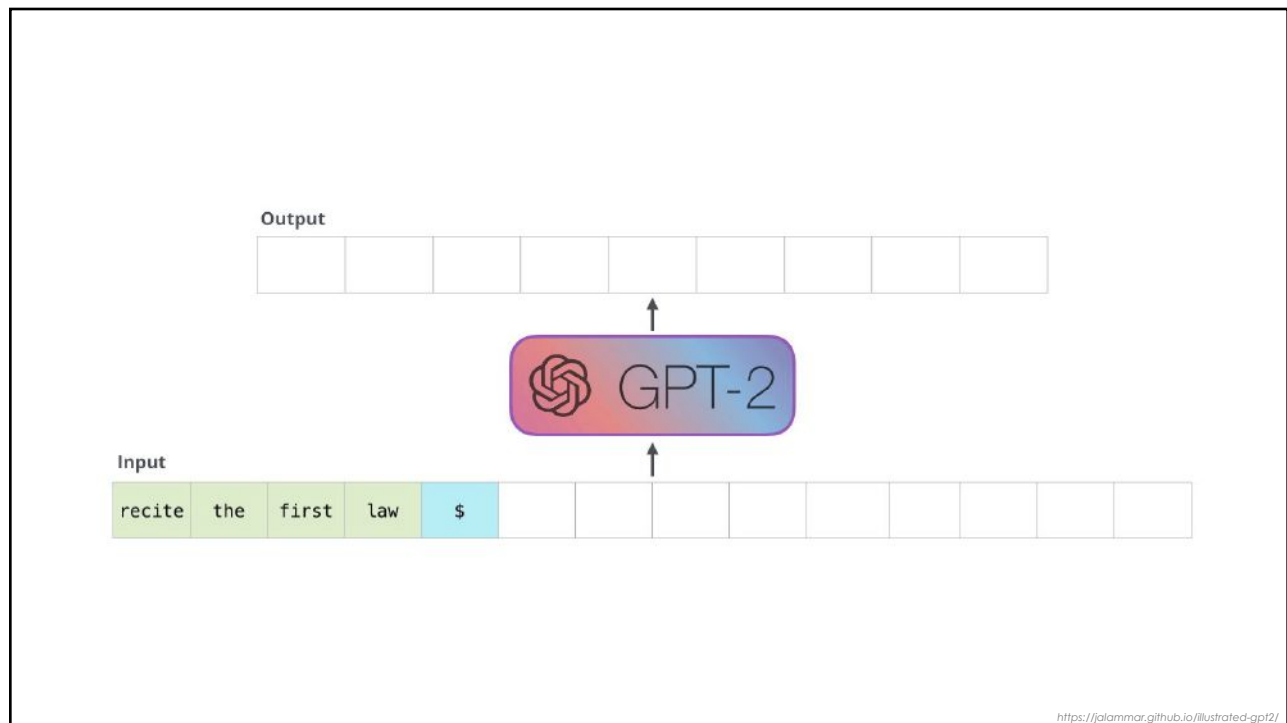 Output
GPT-2
Input
recite the first law $
https://jalammar.github.io/illustrated-gpt2/